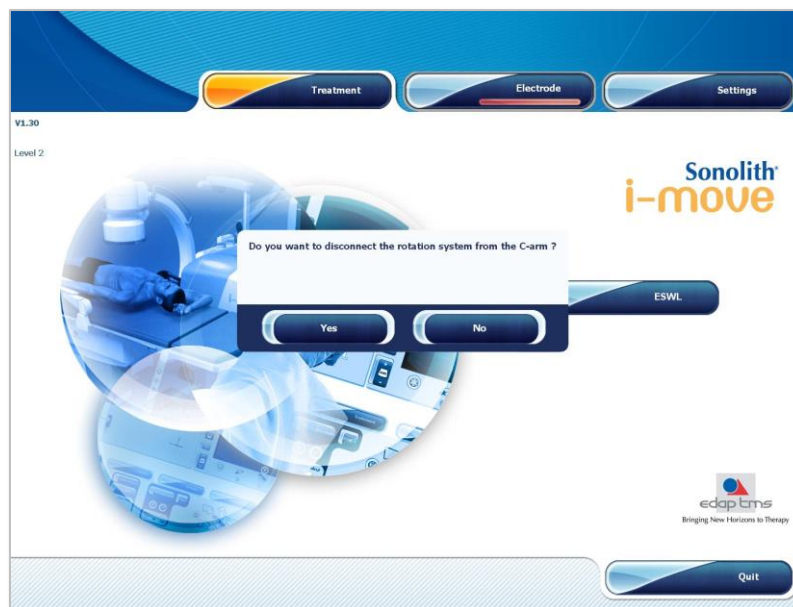 Treatment
Electrode
Settings
V1.30
Level 2
Sonolith
i-move
Do you want to disconnect the rotation system from the C-arm ?
ESWL
Yes
No
edap tms
Bringing New Horizons to Therapy
Quit